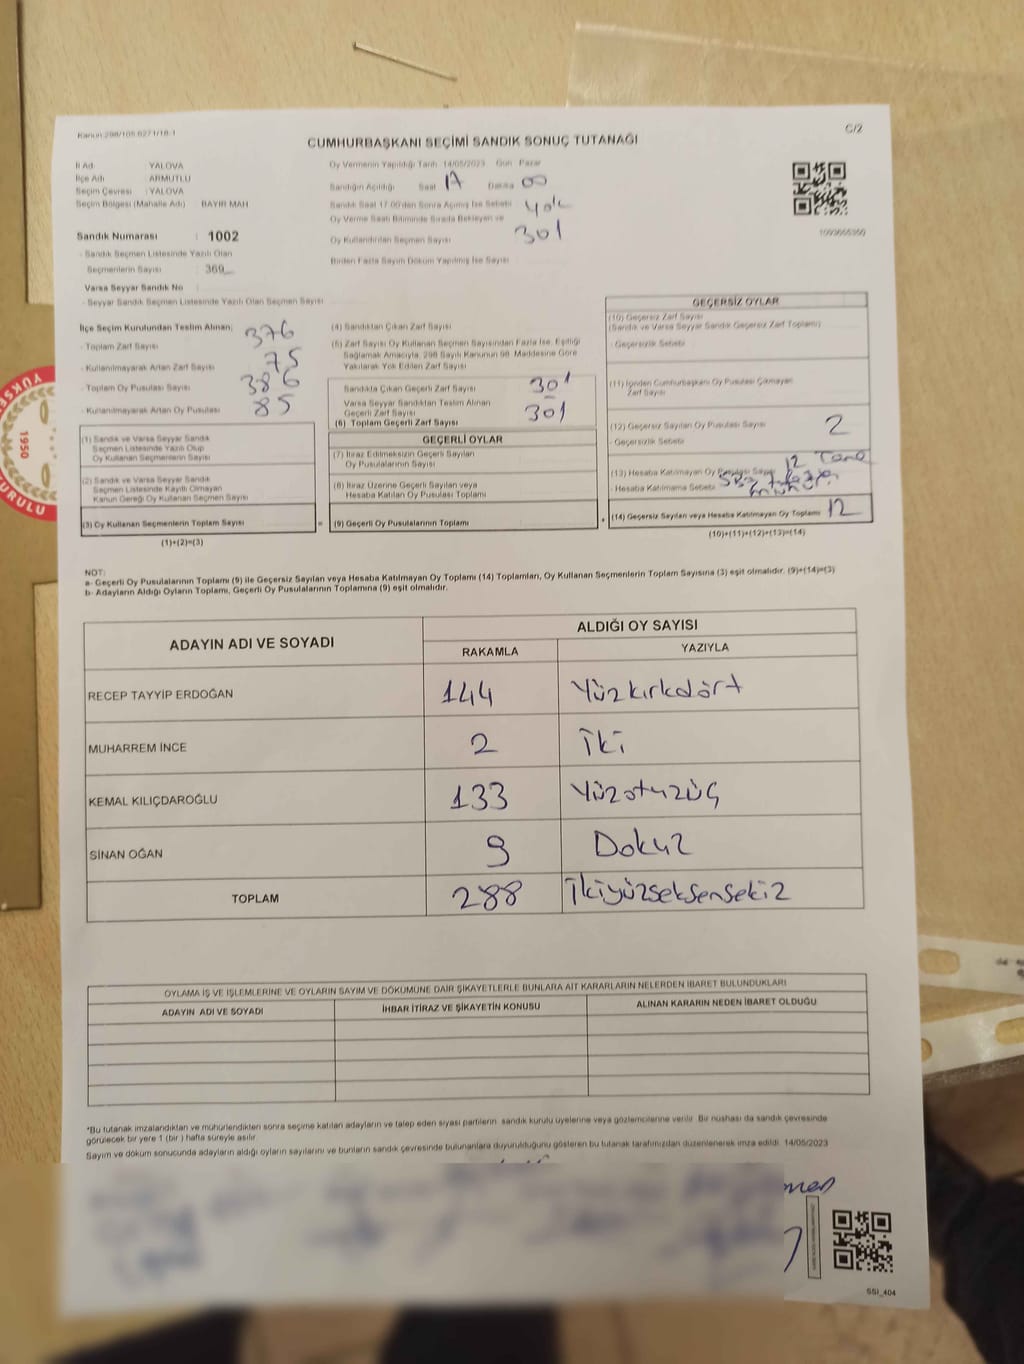 Kanun:298/105.6271/18-1
C/2
CUMHURBAŞKANI SEÇİMİ SANDIK SONUÇ TUTANAĞI
İl Adı : YALOVA
İlçe Adı : ARMUTLU
Seçim Çevresi : YALOVA
Seçim Bölgesi (Mahalle Adı) : BAYIR MAH
Sandık Numarası : 1002
- Sandık Seçmen Listesinde Yazılı Olan
Seçmenlerin Sayısı : 369
Varsa Seyyar Sandık No
- Seyyar Sandık Seçmen Listesinde Yazılı Olan Seçmen Sayısı
Oy Vermenin Yapıldığı Tarih 14/05/2023 Gün Pazar
Sandığın Açıldığı Saat 17 Dakika 00
Sandık Saat 17.00'den Sonra Açılmış İse Sebebi yok
Oy Verme Saati Bitiminde Sırada Bekleyen ve
Oy Kullandırılan Seçmen Sayısı 301
Birden Fazla Sayım Döküm Yapılmış İse Sayısı
İlçe Seçim Kurulundan Teslim Alınan;
- Toplam Zarf Sayısı 376
- Kullanılmayarak Artan Zarf Sayısı 75
- Toplam Oy Pusulası Sayısı 386
- Kullanılmayarak Artan Oy Pusulası 85
(1) Sandık ve Varsa Seyyar Sandık
Seçmen Listesinde Yazılı Olup
Oy Kullanan Seçmenlerin Sayısı
(2) Sandık ve Varsa Seyyar Sandık
Seçmen Listesinde Kayıtlı Olmayan
Kanun Gereği Oy Kullanan Seçmen Sayısı
(3) Oy Kullanan Seçmenlerin Toplam Sayısı
(1)+(2)=(3)
=
(4) Sandıktan Çıkan Zarf Sayısı
(5) Zarf Sayısı Oy Kullanan Seçmen Sayısından Fazla İse, Eşitliği
Sağlamak Amacıyla, 298 Sayılı Kanunun 98. Maddesine Göre
Yakılarak Yok Edilen Zarf Sayısı
Sandıkta Çıkan Geçerli Zarf Sayısı 301
Varsa Seyyar Sandıktan Teslim Alınan
Geçerli Zarf Sayısı 301
(6) Toplam Geçerli Zarf Sayısı
GEÇERLİ OYLAR
(7) İtiraz Edilmeksizin Geçerli Sayılan
Oy Pusulalarının Sayısı
(8) İtiraz Üzerine Geçerli Sayılan veya
Hesaba Katılan Oy Pusulası Toplamı
(9) Geçerli Oy Pusulalarının Toplamı
+
1093665350
GEÇERSİZ OYLAR
(10) Geçersiz Zarf Sayısı
(Sandık ve Varsa Seyyar Sandık Geçersiz Zarf Toplamı)
- Geçersizlik Sebebi
(11) İçinden Cumhurbaşkanı Oy Pusulası Çıkmayan
Zarf Sayısı
(12) Geçersiz Sayılan Oy Pusulası Sayısı 2
- Geçersizlik Sebebi
(13) Hesaba Katılmayan Oy Pusulası Sayısı 12 Tane
- Hesaba Katılmama Sebebi
(14) Geçersiz Sayılan veya Hesaba Katılmayan Oy Toplamı 12
(10)+(11)+(12)+(13)=(14)
NOT:
a- Geçerli Oy Pusulalarının Toplamı (9) ile Geçersiz Sayılan veya Hesaba Katılmayan Oy Toplamı (14) Toplamları, Oy Kullanan Seçmenlerin Toplam Sayısına (3) eşit olmalıdır. (9)+(14)=(3)
b- Adayların Aldığı Oyların Toplamı, Geçerli Oy Pusulalarının Toplamına (9) eşit olmalıdır.
ADAYIN ADI VE SOYADI
ALDIĞI OY SAYISI
RAKAMLA YAZIYLA
RECEP TAYYİP ERDOĞAN 144 Yüzkırkdört
MUHARREM İNCE 2 İki
KEMAL KILIÇDAROĞLU 133 Yüzotuzüç
SİNAN OĞAN 9 Dokuz
TOPLAM 288 İkiyüzseksensekiz
OYLAMA İŞ VE İŞLEMLERİNE VE OYLARIN SAYIM VE DÖKÜMÜNE DAİR ŞİKAYETLERLE BUNLARA AİT KARARLARIN NELERDEN İBARET BULUNDUKLARI
ADAYIN ADI VE SOYADI İHBAR İTİRAZ VE ŞİKAYETİN KONUSU ALINAN KARARIN NEDEN İBARET OLDUĞU
*Bu tutanak imzalandıktan ve mühürlendikten sonra seçime katılan adayların ve talep eden siyasi partilerin sandık kurulu üyelerine veya gözlemcilerine verilir. Bir nüshası da sandık çevresinde
görülecek bir yere 1 (bir) hafta süreyle asılır.
Sayım ve döküm sonucunda adayların aldığı oyların sayılarını ve bunların sandık çevresinde bulunanlara duyurulduğunu gösteren bu tutanak tarafımızdan düzenlenerek imza edildi. 14/05/2023
SSI_404
1950